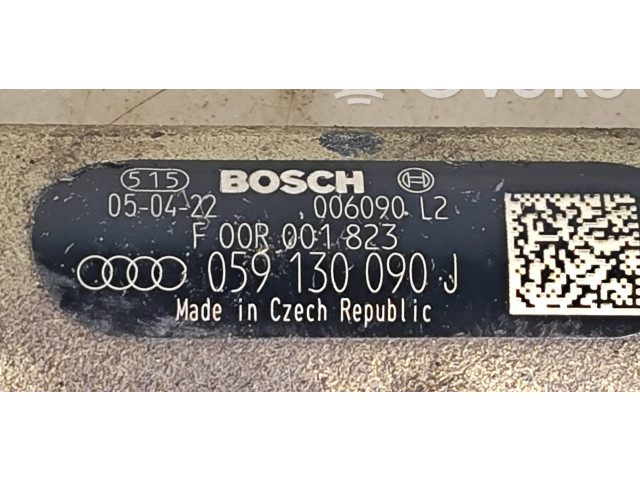 515 BOSCH
05-04-22 006090 L2
F 00R 001 823
059 130 090 J
Made in Czech Republic